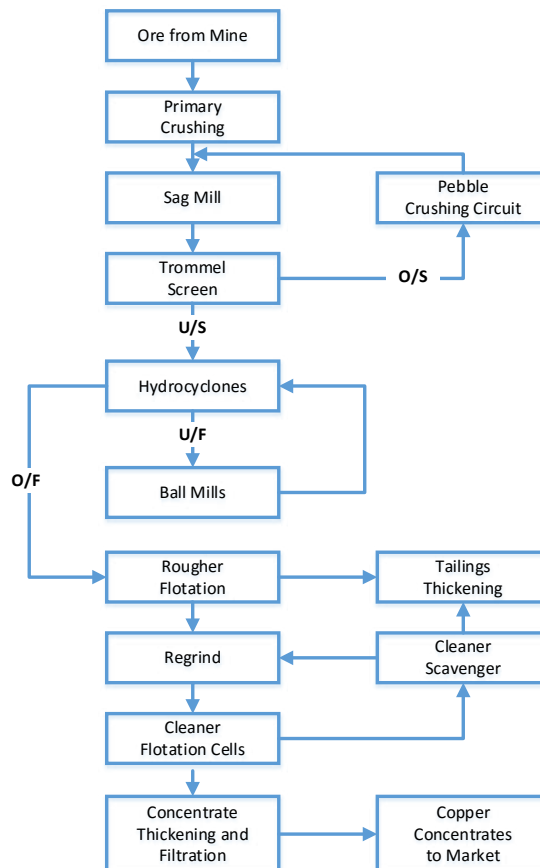 Ore from Mine
Primary
Crushing
Sag Mill
Pebble
Crushing Circuit
Trommel
Screen
O/S
U/S
Hydrocyclones
U/F
O/F
Ball Mills
Rougher
Flotation
Tailings
Thickening
Regrind
Cleaner
Scavenger
Cleaner
Flotation Cells
Concentrate
Thickening and
Filtration
Copper
Concentrates
to Market